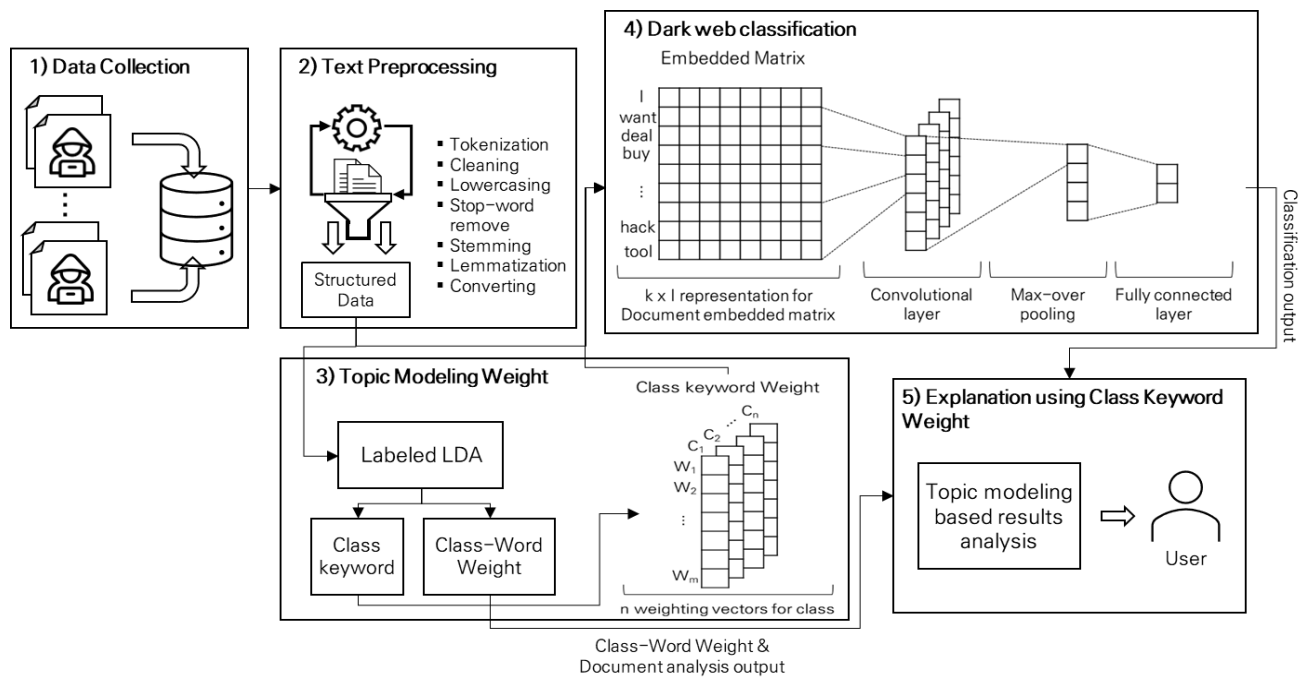 1) Data Collection
2) Text Preprocessing
▪ Tokenization
▪ Cleaning
▪ Lowercasing
▪ Stop-word
remove
▪ Stemming
▪ Lemmatization
▪ Converting
Structured
Data
4) Dark web classification
Embedded Matrix
I
want
deal
buy
⋮
hack
tool
k x l representation for
Document embedded matrix
Convolutional
layer
Max-over
pooling
Fully connected
layer
Classification output
3) Topic Modeling Weight
Labeled LDA
Class
keyword
Class-Word
Weight
Class keyword Weight
C1 C2 ... Cn
W1
W2
⋮
Wm
n weighting vectors for class
Class-Word Weight &
Document analysis output
5) Explanation using Class Keyword
Weight
Topic modeling
based results
analysis
User